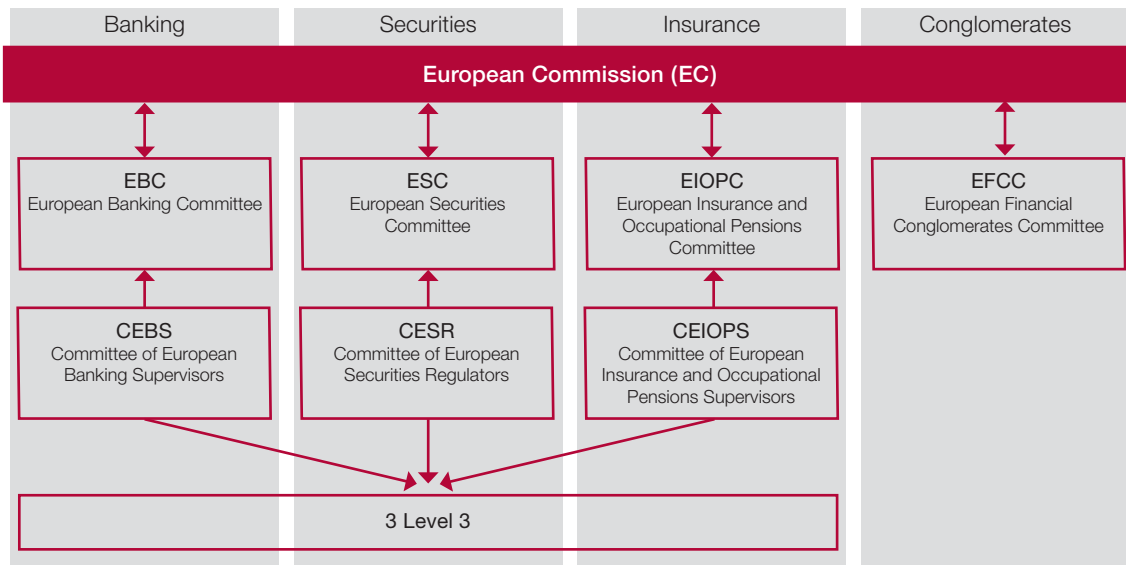 Banking
Securities
Insurance
Conglomerates
European Commission (EC)
EBC
European Banking Committee
ESC
European Securities
Committee
EIOPC
European Insurance and
Occupational Pensions
Committee
EFCC
European Financial
Conglomerates Committee
CEBS
Committee of European
Banking Supervisors
CESR
Committee of European
Securities Regulators
CEIOPS
Committee of European
Insurance and Occupational
Pensions Supervisors
3 Level 3